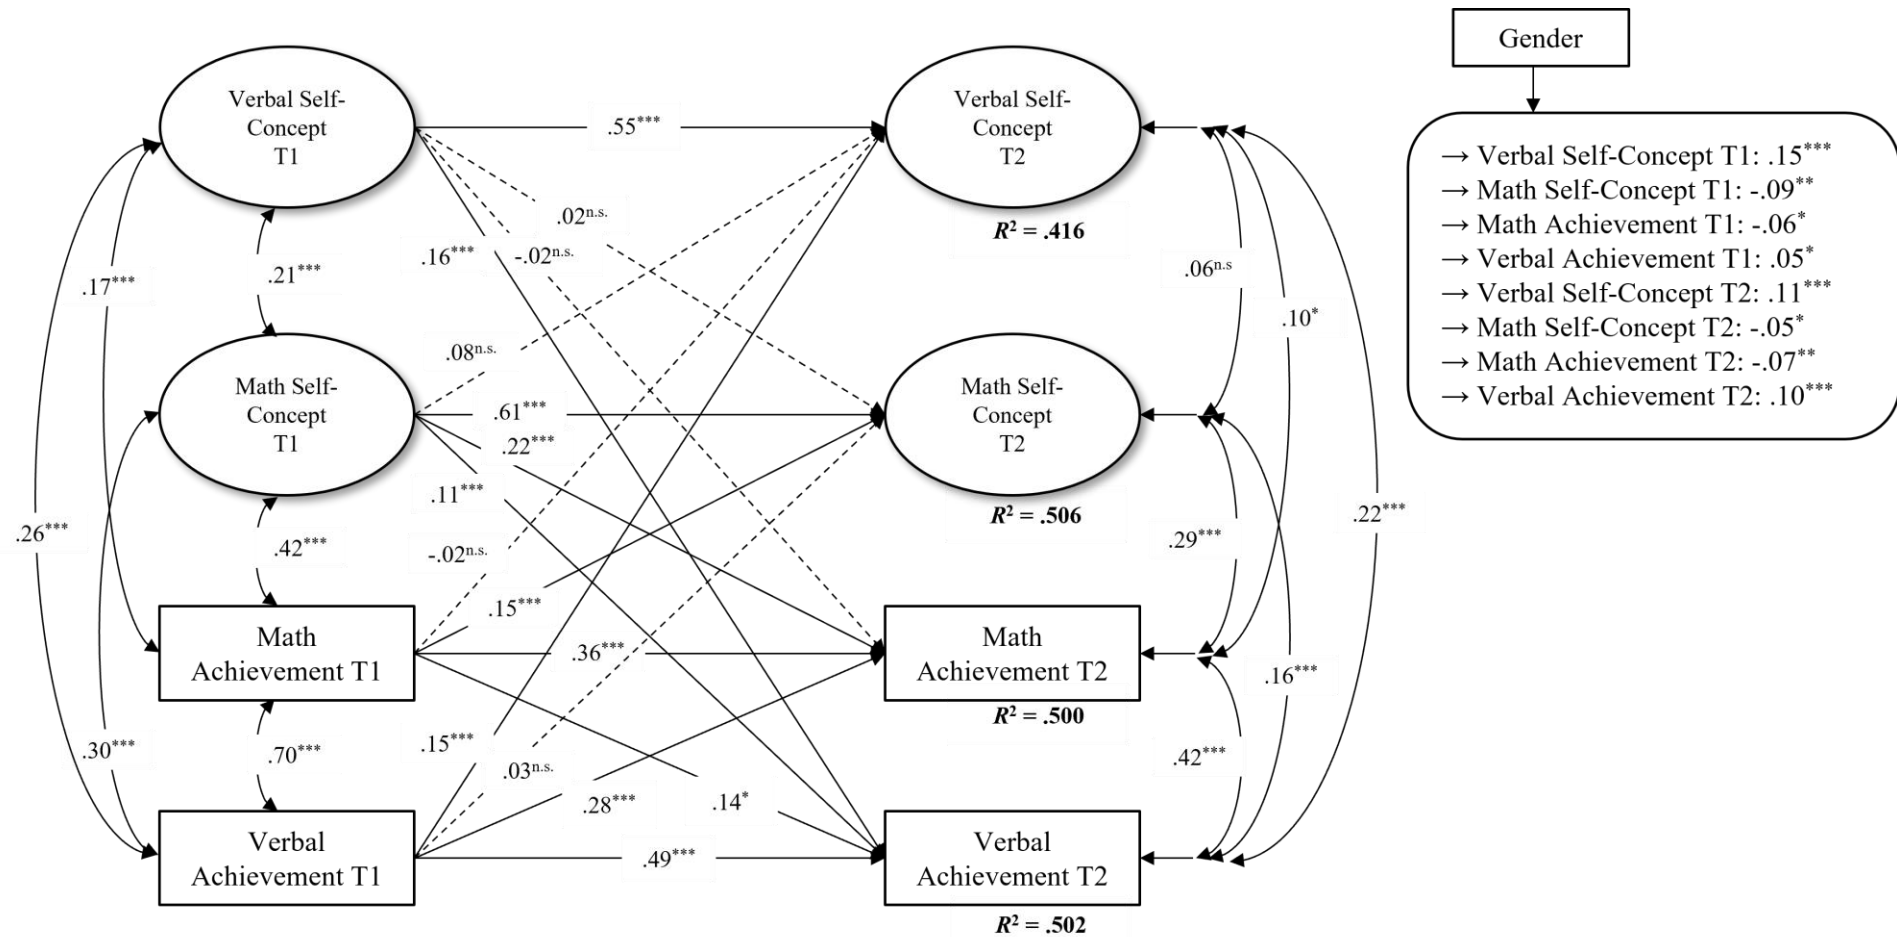 Gender
Verbal Self-
Concept
T1
.55***
Verbal Self-
Concept
T2
→ Verbal Self-Concept T1: .15***
→ Math Self-Concept T1: -.09**
→ Math Achievement T1: -.06*
→ Verbal Achievement T1: .05*
→ Verbal Self-Concept T2: .11***
→ Math Self-Concept T2: -.05*
→ Math Achievement T2: -.07**
→ Verbal Achievement T2: .10***
.02n.s.
R² = .416
.16***
-.02n.s.
.17***
.21***
.06n.s
.10*
.08n.s.
Math Self-
Concept
T1
.61***
.22***
Math Self-
Concept
T2
.11***
R² = .506
.26***
.42***
-.02n.s.
.29***
.22***
.15***
Math
Achievement T1
.36***
Math
Achievement T2
.16***
R² = .500
.30***
.70***
.15***
.03n.s.
.28***
.14*
.42***
Verbal
Achievement T1
.49***
Verbal
Achievement T2
R² = .502